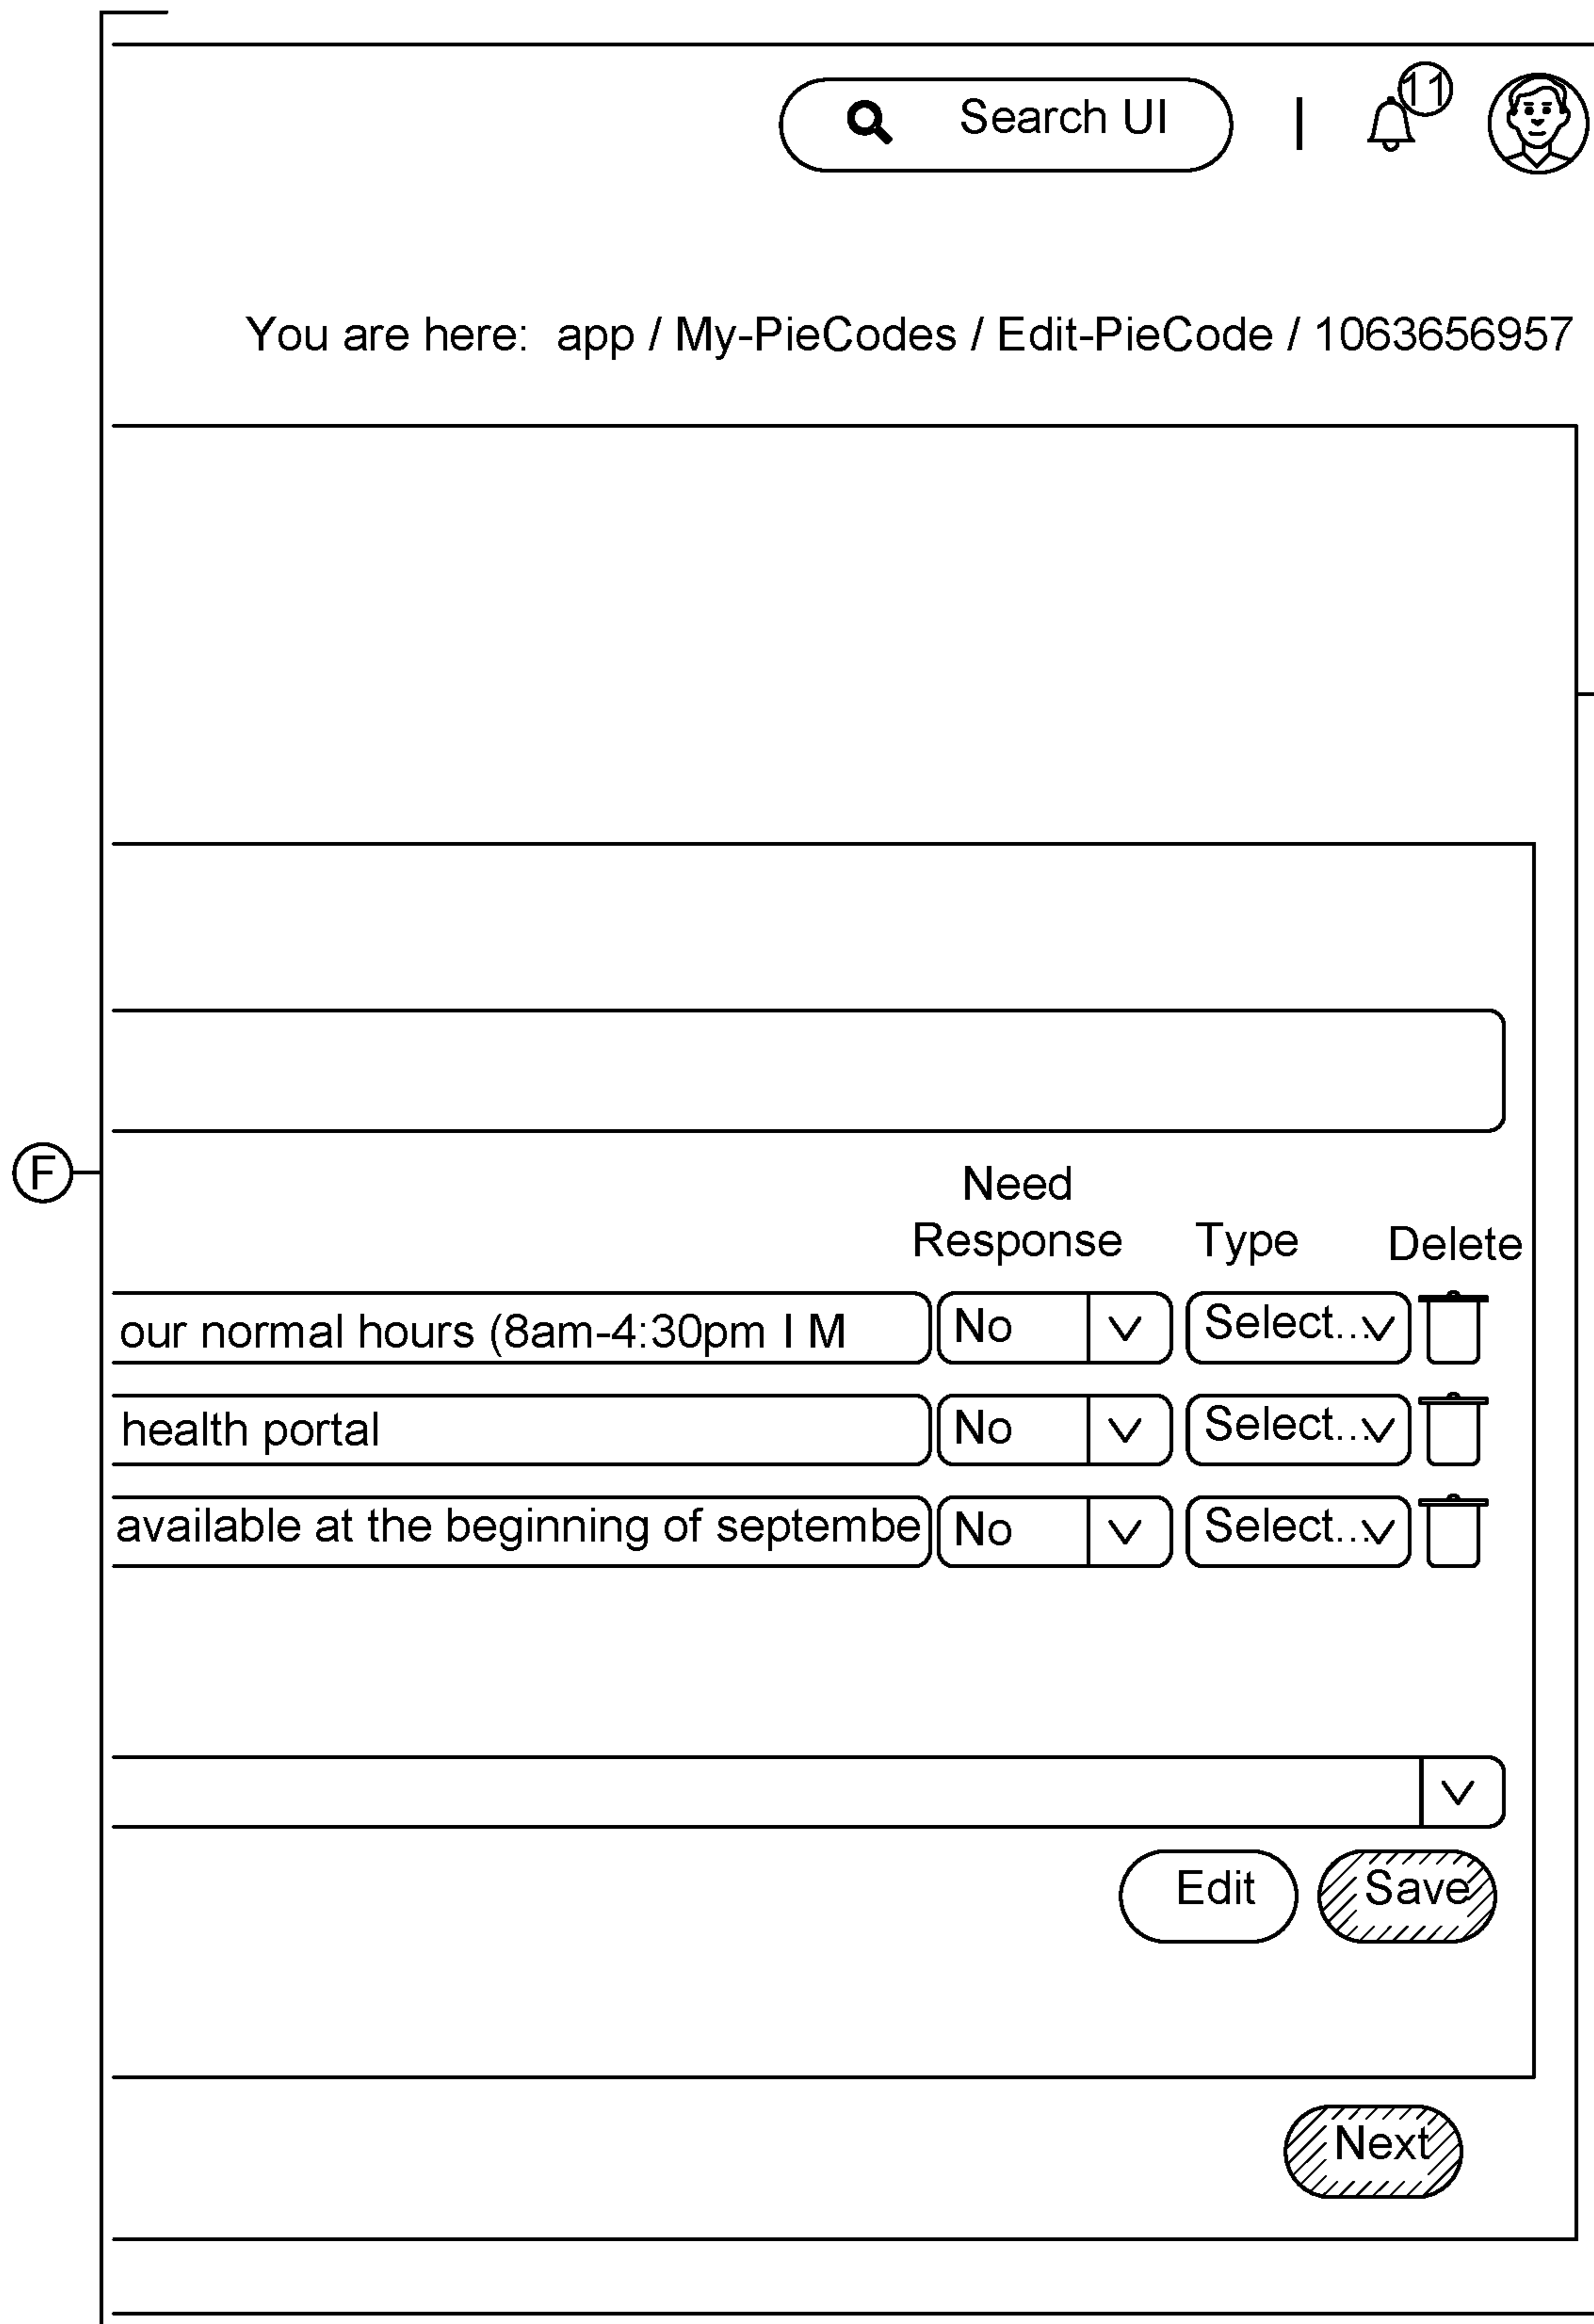 Search UI
11
You are here: app / My-PieCodes / Edit-PieCode / 1063656957
F
Need
Response Type Delete
our normal hours (8am-4:30pm I M No Select...
health portal No Select...
available at the beginning of septembe No Select...
Edit Save
Next